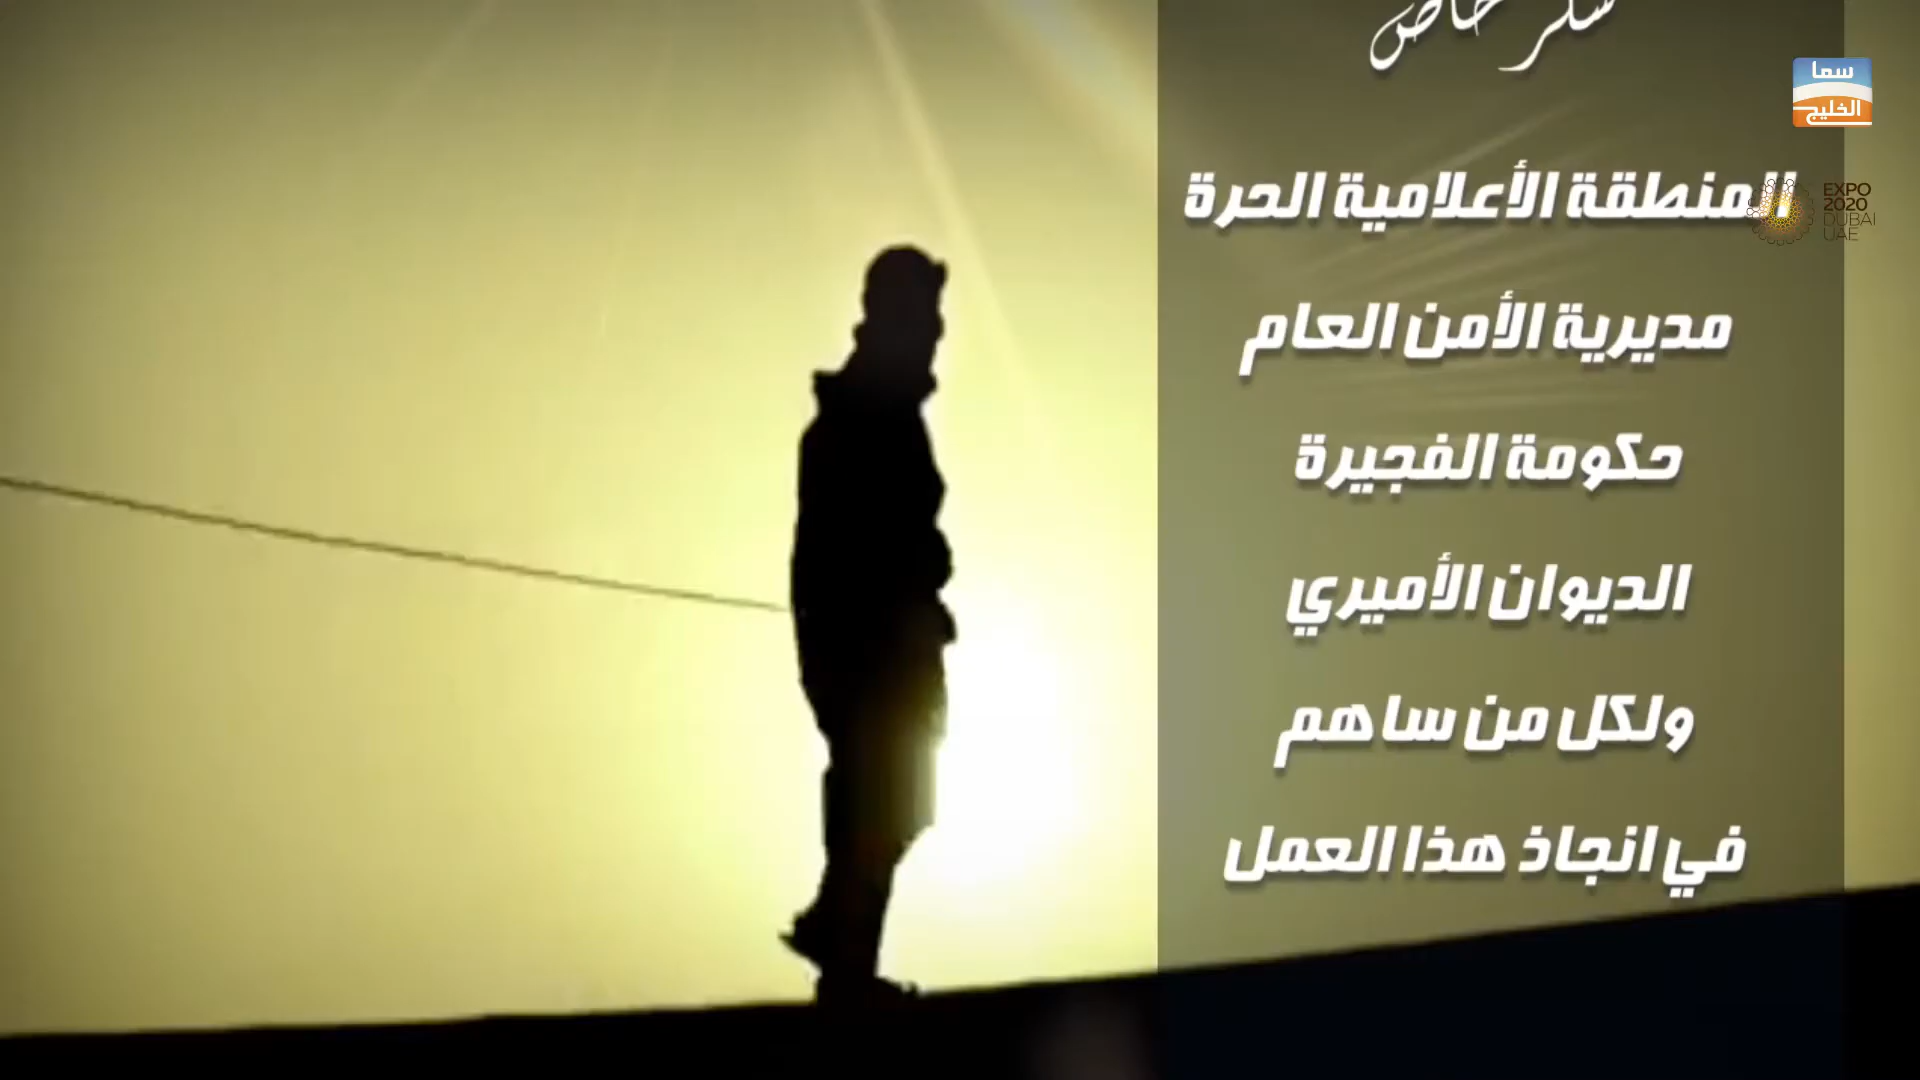 شكر خاص
سما
الخليج
المنطقة الأعلامية الحرة
EXPO
2020
DUBAI
UAE
مديرية الأمن العام
حكومة الفجيرة
الديوان الأميري
ولكل من ساهم
في انجاذ هذا العمل